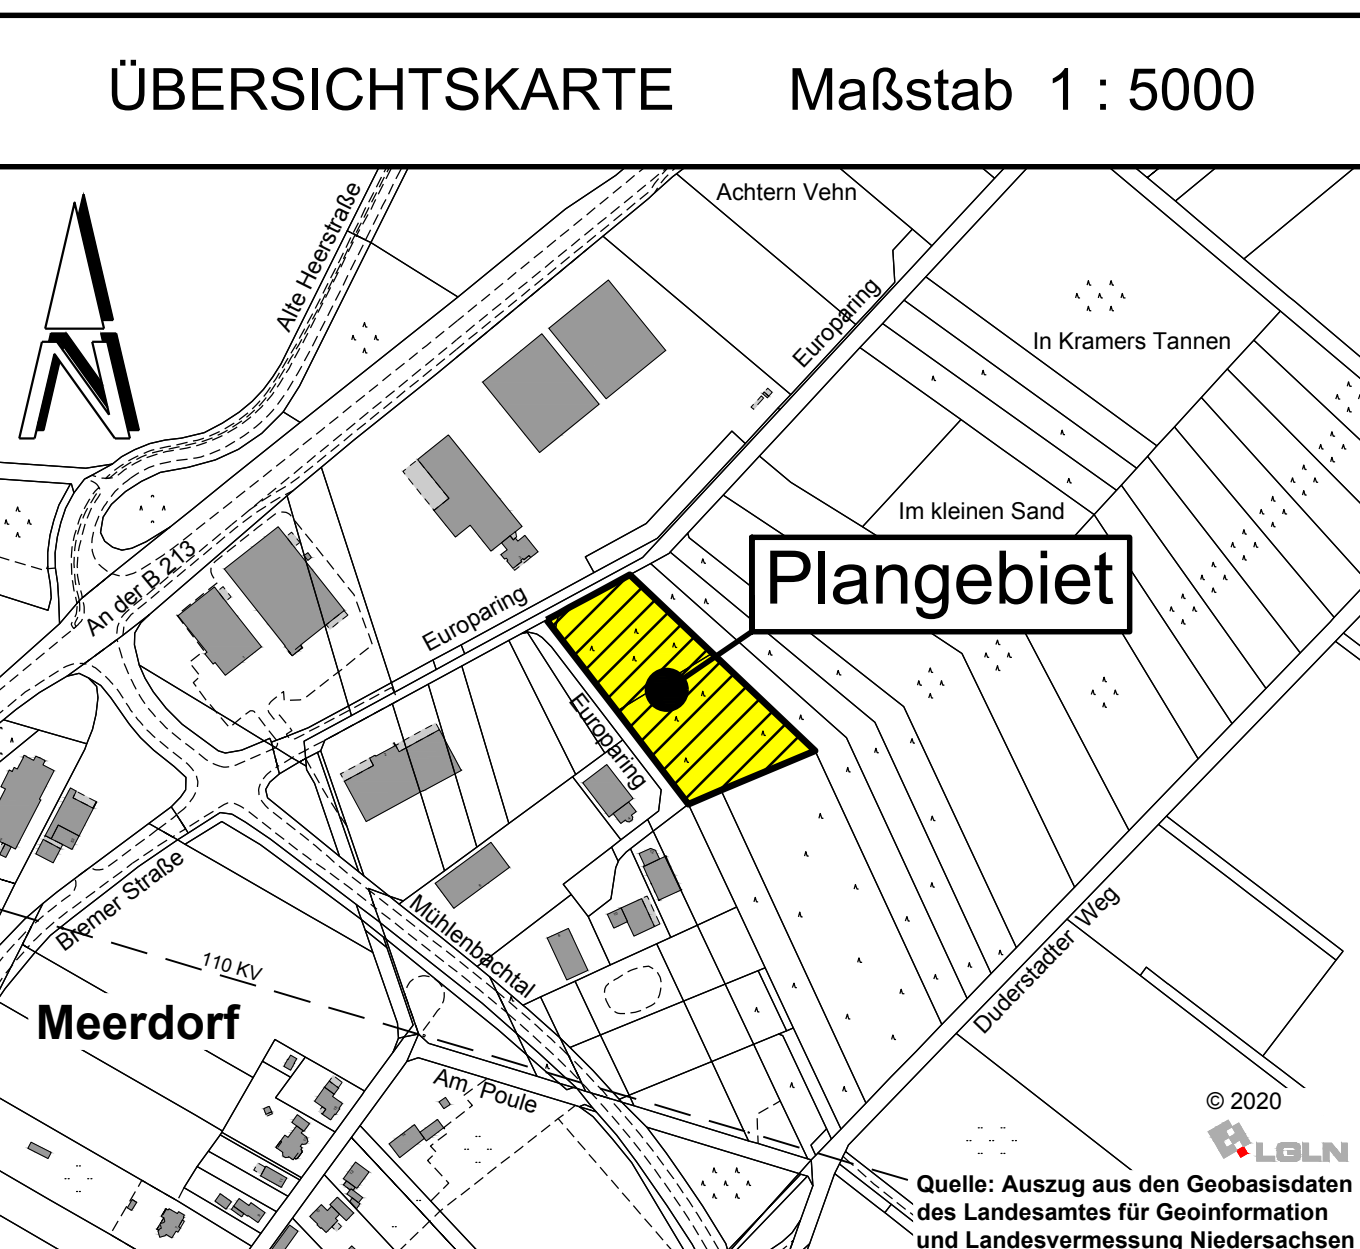 ÜBERSICHTSKARTE Maßstab 1 : 5000
Achtern Vehn
Alte Heerstraße
Europaring
In Kramers Tannen
Im kleinen Sand
An der B 213
Plangebiet
Europaring
Europaring
Bremer Straße
Mühlenbachtal
Duderstadter Weg
110 KV
Meerdorf
Am Poule
© 2020
LGLN
Quelle: Auszug aus den Geobasisdaten
des Landesamtes für Geoinformation
und Landesvermessung Niedersachsen
N